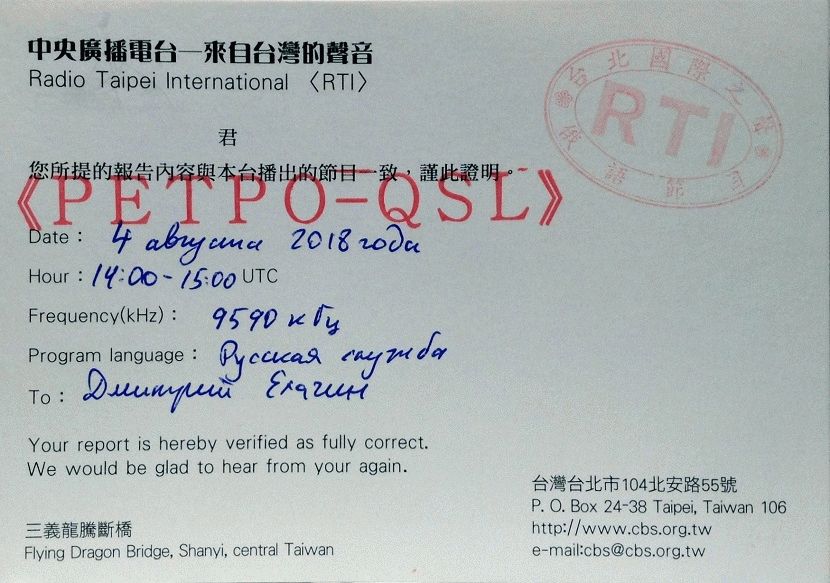 中央廣播電台—來自台灣的聲音
Radio Taipei International 〈RTI〉
台北國際之音
RTI
俄語節目
君
您所提的報告內容與本台播出的節目一致，謹此證明。
《РЕТРО-QSL》
Date : 4 августа 2018 года
Hour : 14:00-15:00 UTC
Frequency(kHz) : 9590 кГц
Program language : Русская служба
To : Дмитрий Елагин
Your report is hereby verified as fully correct.
We would be glad to hear from your again.
三義龍騰斷橋
Flying Dragon Bridge, Shanyi, central Taiwan
台灣台北市104北安路55號
P. O. Box 24-38 Taipei, Taiwan 106
http://www.cbs.org.tw
e-mail:cbs@cbs.org.tw